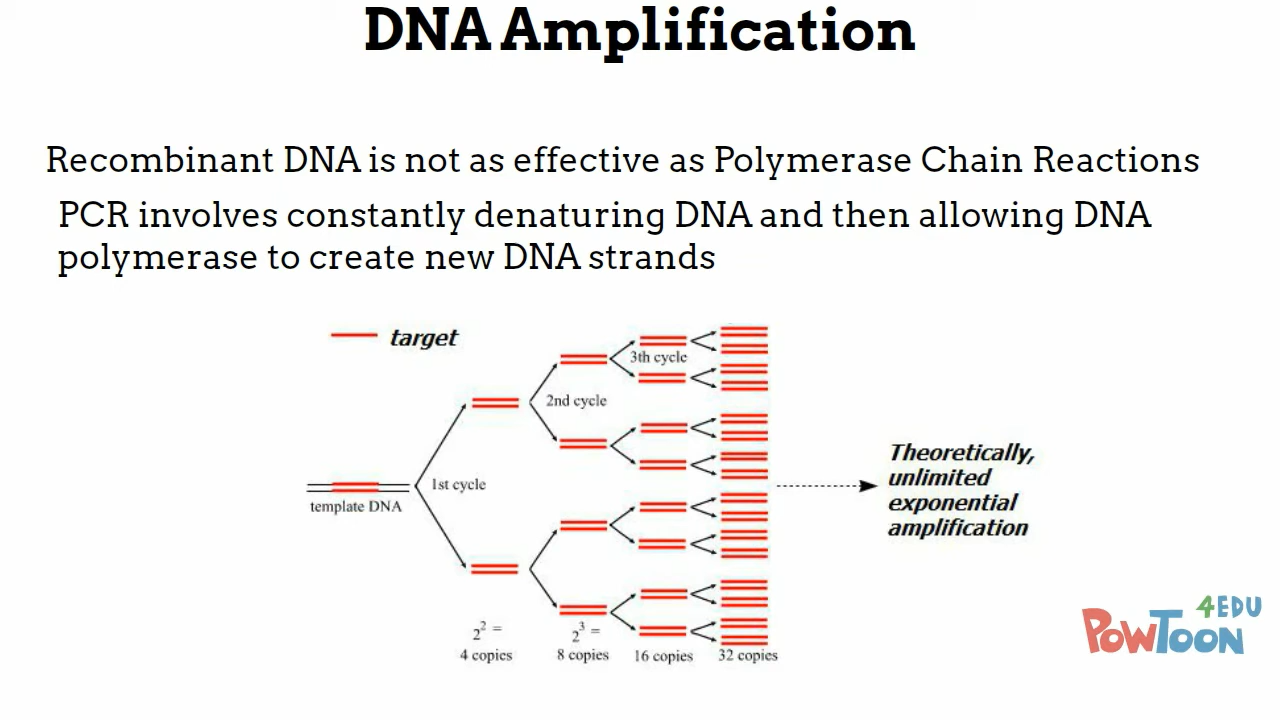 DNA Amplification
Recombinant DNA is not as effective as Polymerase Chain Reactions
PCR involves constantly denaturing DNA and then allowing DNA
polymerase to create new DNA strands
target
3th cycle
2nd cycle
1st cycle
template DNA
Theoretically,
unlimited
exponential
amplification
2² =
4 copies
2³ =
8 copies
16 copies
32 copies
4EDU
POWTOON